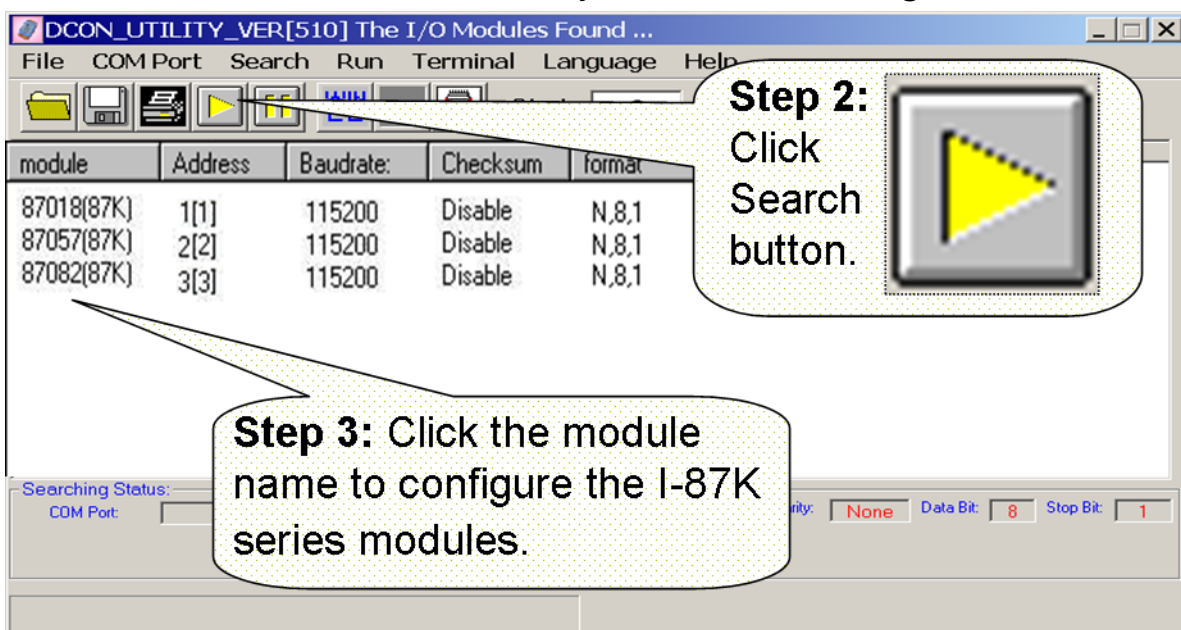 DCON_UTILITY_VER[510] The I/O Modules Found ...
File COM Port Search Run Terminal Language Help
Step 2:
Click
Search
button.
module Address Baudrate: Checksum format
87018(87K) 1[1] 115200 Disable N,8,1
87057(87K) 2[2] 115200 Disable N,8,1
87082(87K) 3[3] 115200 Disable N,8,1
Step 3: Click the module
name to configure the I-87K
series modules.
Searching Status:
COM Port: None Data Bit: 8 Stop Bit: 1